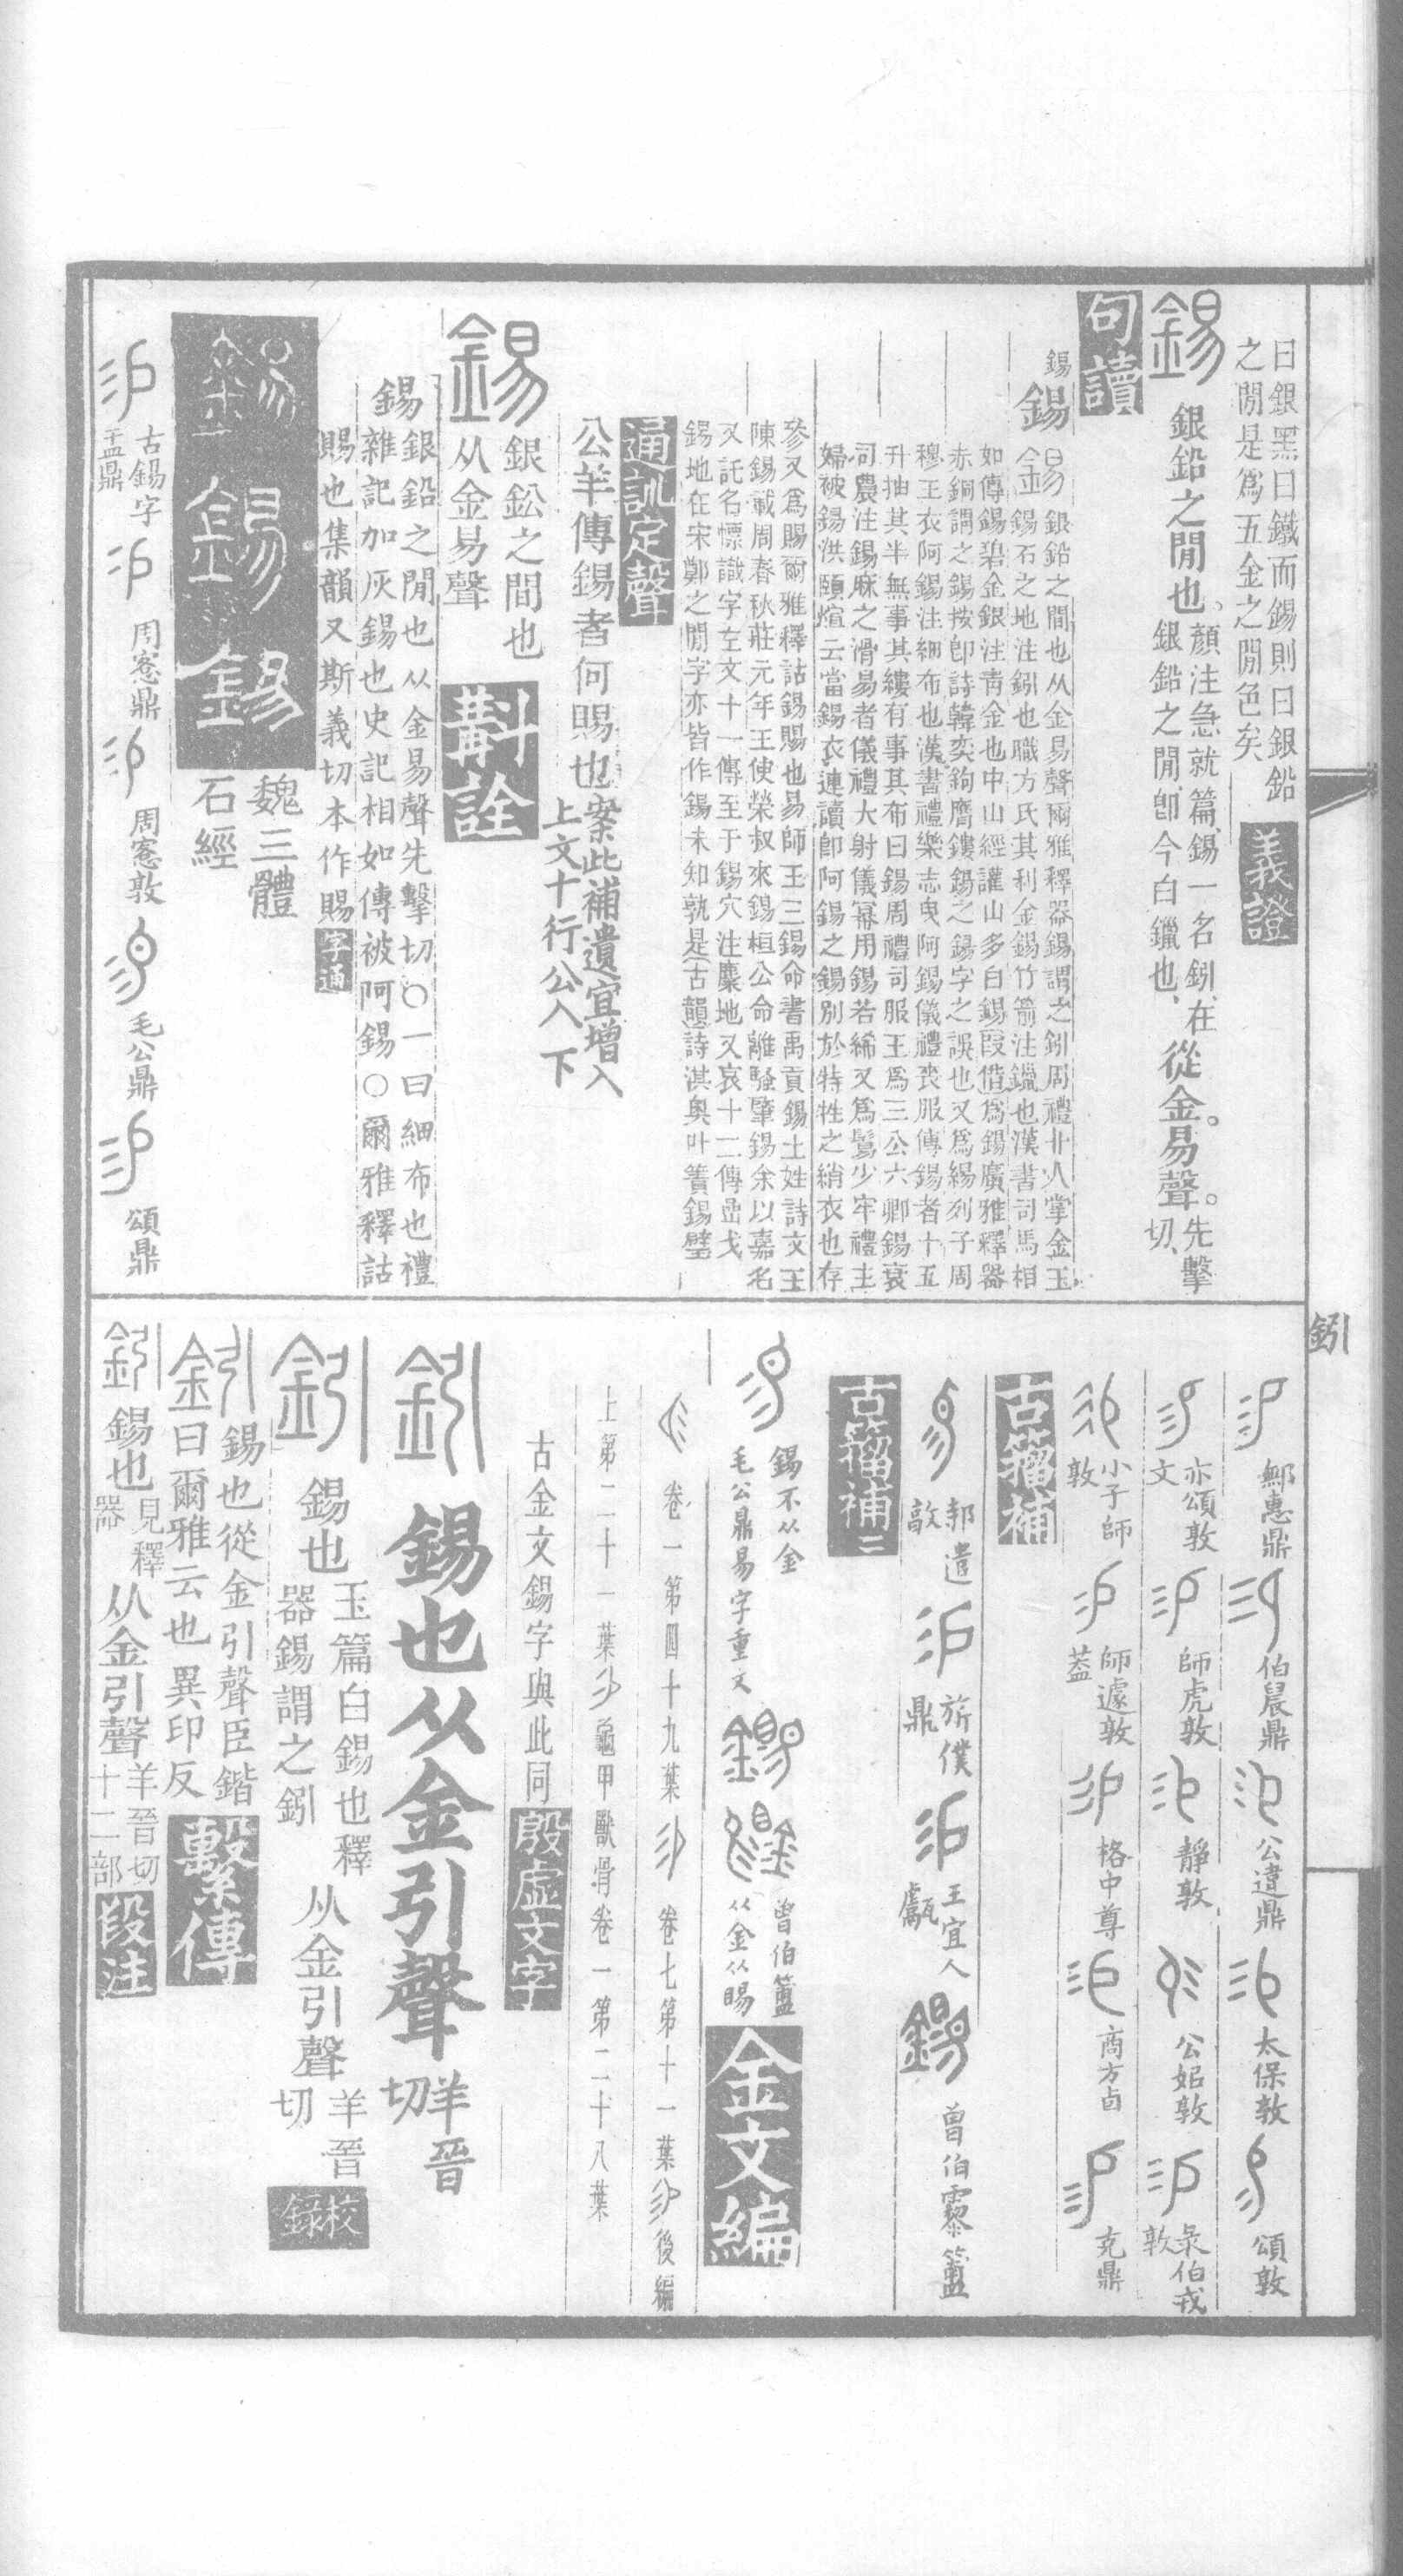 曰銀黑曰鐵而錫則曰銀鉛
之閒是爲五金之閒色矣
義證
錫
銀鉛之閒也
顏注急就篇錫一名鈏在
銀鉛之閒卽今白鑞也
從金易聲
先擊
切
句讀
錫
錫
錫銀鉛之間也从金易聲爾雅釋器錫謂之鈏周禮卝人掌金玉
錫石之地注鈏也職方氏其利金錫竹箭注鑞也漢書司馬相
如傳錫碧金銀注青金也中山經讙山多白錫叚借爲鍚廣雅釋器
赤銅謂之錫按卽詩韓奕鉤膺鏤鍚之鍚字之誤也又爲緆列子周
穆王衣阿錫注細布也漢書禮樂志曳阿錫儀禮喪服傳錫者十五
升抽其半無事其縷有事其布曰錫周禮司服王爲三公六卿錫衰
司農注錫麻之滑易者儀禮大射儀冪用錫若絺又爲鬄少牢禮主
婦被錫洪頤煊云當錫衣連讀卽阿錫之錫別於特牲之綃衣也存
參又爲賜爾雅釋詁錫賜也易師王三錫命書禹貢錫土姓詩文王
陳錫載周春秋莊元年王使榮叔來錫桓公命離騷肇錫余以嘉名
又託名幖識字左文十一傳至于錫穴注麇地又哀十二傳嵒戈
錫地在宋鄭之閒字亦皆作錫未知孰是古韻詩淇奧叶簀錫璧
通訓定聲
公羊傳錫者何賜也
案此補遺宜增入
上文十行公入下
錫
銀鈆之間也
从金易聲
斠詮
錫
銀鉛之閒也从金易聲先擊切○一曰細布也禮
雜記加灰錫也史記相如傳被阿錫○爾雅釋詁
賜也集韻又斯義切本作賜
字通
錫
錫
魏三體
石經
古錫字
盂鼎
周窓鼎
周窓敦
毛公鼎
頌鼎
鈏
鄦惠鼎
伯晨鼎
公違鼎
太保敦
頌敦
亦頌敦
文
師虎敦
靜敦
公姞敦
彔伯戎
敦
小子師
敦
師遽敦
蓋
格中尊
商方卣
克鼎
古籀補
邦遣
敵
旂僕
鼎
王宜人
甗
曾伯霥簠
古籀補二
錫不从金
毛公鼎易字重文
曾伯簠
从金从賜
金文編
卷一第四十九葉
卷七第十一葉
後編
上第二十一葉
龜甲獸骨卷一第二十八葉
古金文錫字與此同
殷虛文字
鈏
錫也从金引聲
羊晉
切
鈏
錫也
玉篇白錫也釋
器錫謂之鈏
从金引聲
羊晉
切
校錄
鈏
錫也從金引聲臣鍇
曰爾雅云也異印反
繫傳
鈏
錫也
見釋
器
从金引聲
羊晉切
十二部
段注